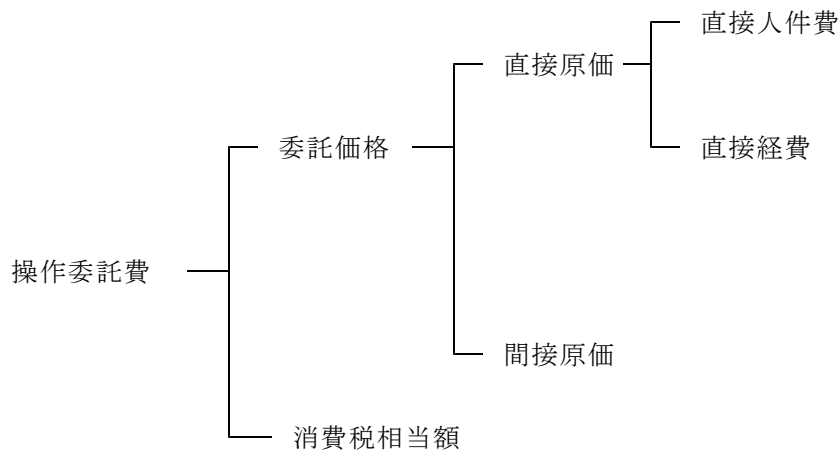 直接人件費
直接原価
委託価格
直接経費
操作委託費
間接原価
消費税相当額